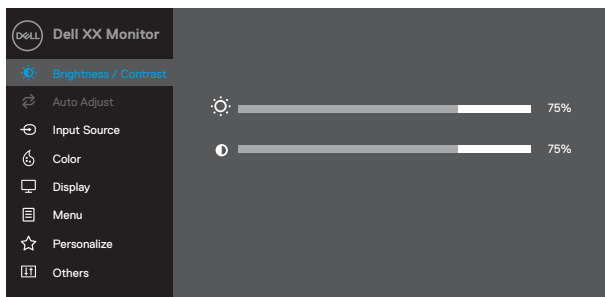 DELL Dell XX Monitor
Brightness / Contrast
Auto Adjust
Input Source
Color
Display
Menu
Personalize
Others
75%
75%